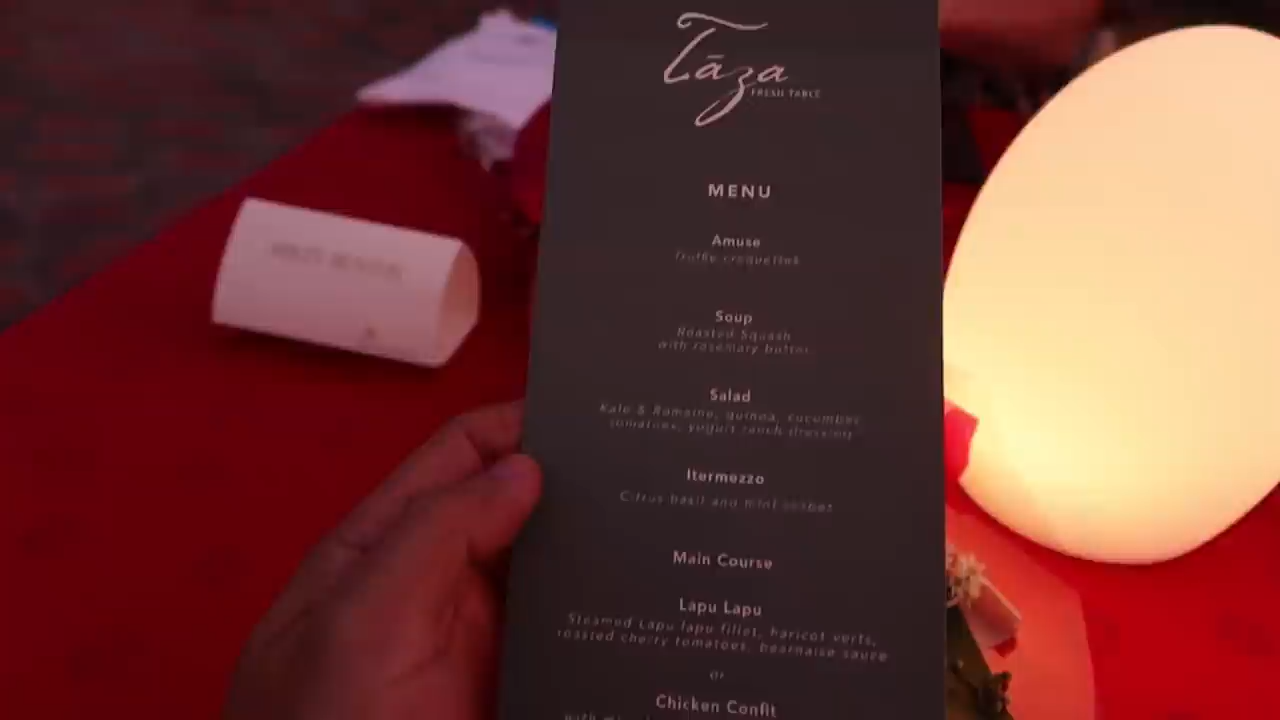 Tāza
FRESH TABLE
MENU
Amuse
Truffle croquettes
Soup
Roasted Squash
with rosemary butter
Salad
Kale & Romaine, quinoa, cucumber,
tomatoes, yogurt ranch dressing
Itermezzo
Citrus basil and mint sorbet
Main Course
Lapu Lapu
Steamed Lapu lapu fillet, haricot verts,
roasted cherry tomatoes, bearnaise sauce
or
Chicken Confit
with